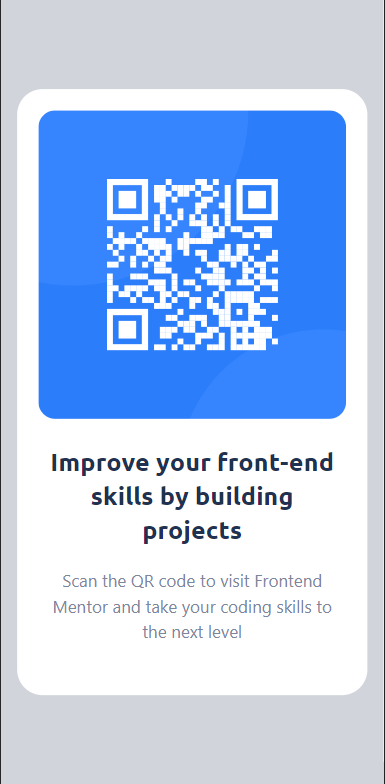 Improve your front-end
skills by building
projects
Scan the QR code to visit Frontend
Mentor and take your coding skills to
the next level